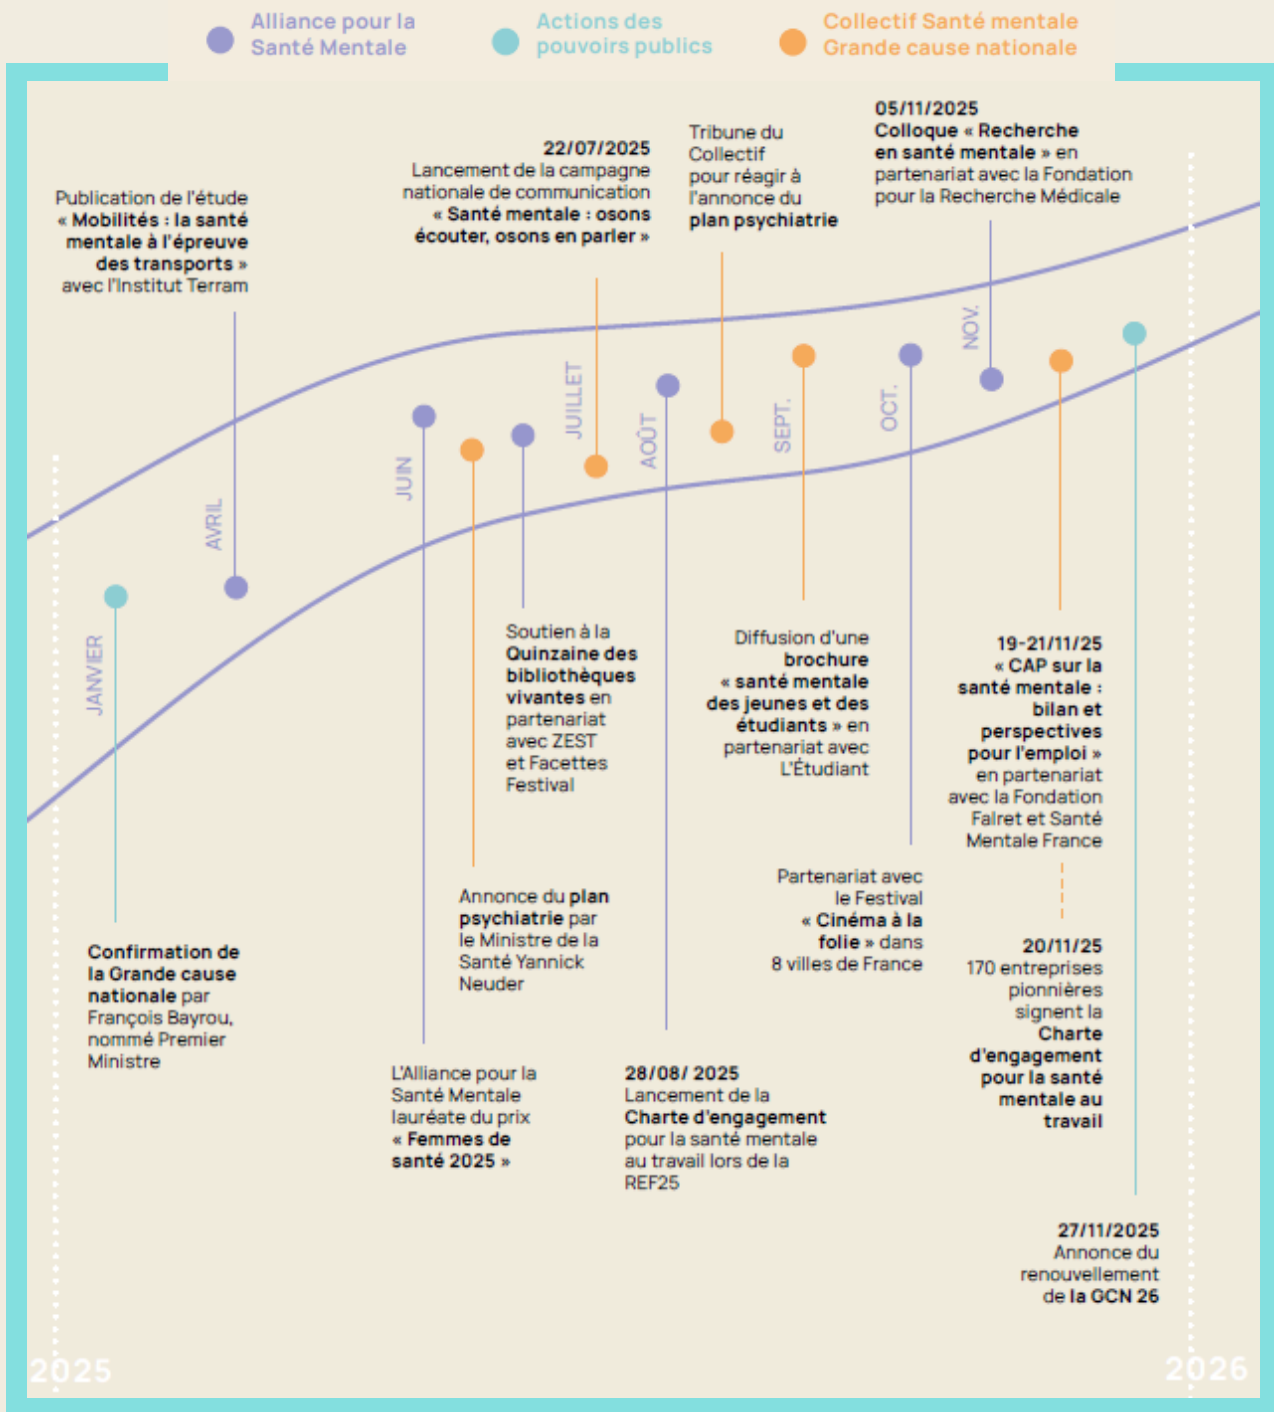 Alliance pour la
Santé Mentale
Actions des
pouvoirs publics
Collectif Santé mentale
Grande cause nationale
Publication de l'étude
« Mobilités : la santé
mentale à l'épreuve
des transports »
avec l'Institut Terram
22/07/2025
Lancement de la campagne
nationale de communication
« Santé mentale : osons
écouter, osons en parler »
Tribune du
Collectif
pour réagir à
l'annonce du
plan psychiatrie
05/11/2025
Colloque « Recherche
en santé mentale » en
partenariat avec la Fondation
pour la Recherche Médicale
JANVIER
AVRIL
JUIN
JUILLET
AOÛT
SEPT.
OCT.
NOV.
Confirmation de
la Grande cause
nationale par
François Bayrou,
nommé Premier
Ministre
L'Alliance pour la
Santé Mentale
lauréate du prix
« Femmes de
santé 2025 »
Annonce du plan
psychiatrie par
le Ministre de la
Santé Yannick
Neuder
Soutien à la
Quinzaine des
bibliothèques
vivantes en
partenariat
avec ZEST
et Facettes
Festival
28/08/ 2025
Lancement de la
Charte d'engagement
pour la santé mentale
au travail lors de la
REF25
Diffusion d'une
brochure
« santé mentale
des jeunes et des
étudiants » en
partenariat avec
L'Étudiant
Partenariat avec
le Festival
« Cinéma à la
folie » dans
8 villes de France
19-21/11/25
« CAP sur la
santé mentale :
bilan et
perspectives
pour l'emploi »
en partenariat
avec la Fondation
Falret et Santé
Mentale France
20/11/25
170 entreprises
pionnières
signent la
Charte
d'engagement
pour la santé
mentale au
travail
27/11/2025
Annonce du
renouvellement
de la GCN 26
2025
2026